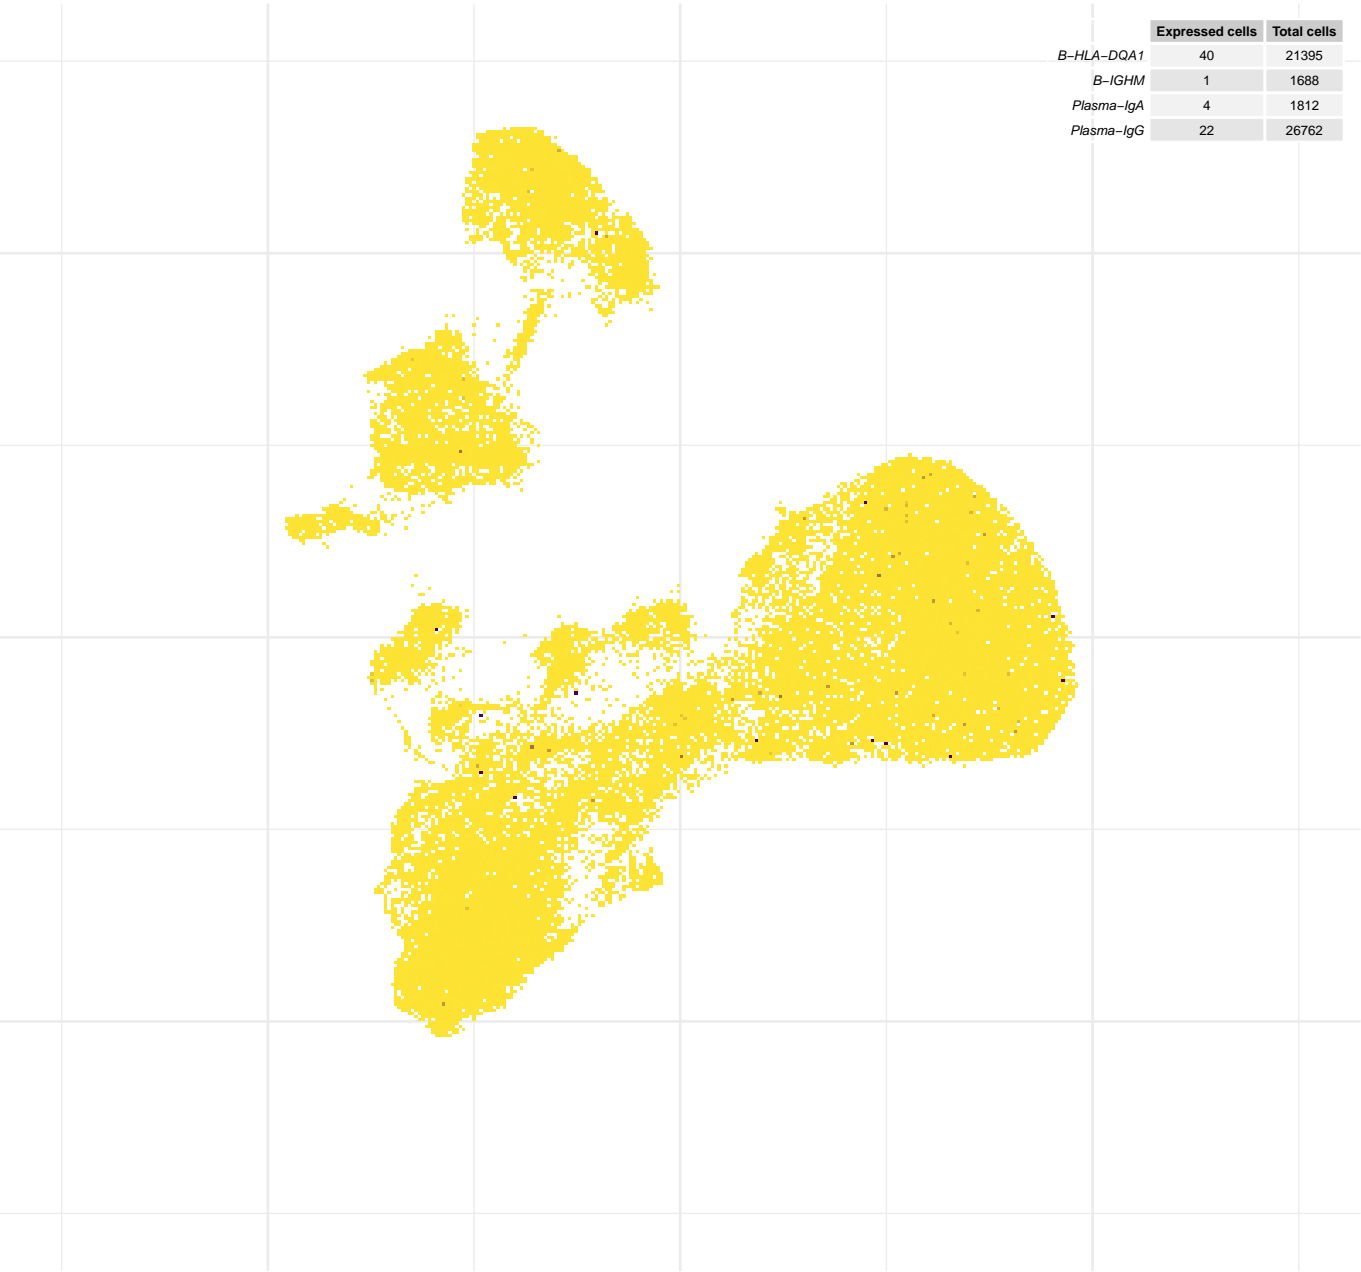 Expressed cells Total cells
B−HLA−DQA1 40 21395
B−IGHM 1 1688
Plasma−IgA 4 1812
Plasma−IgG 22 26762